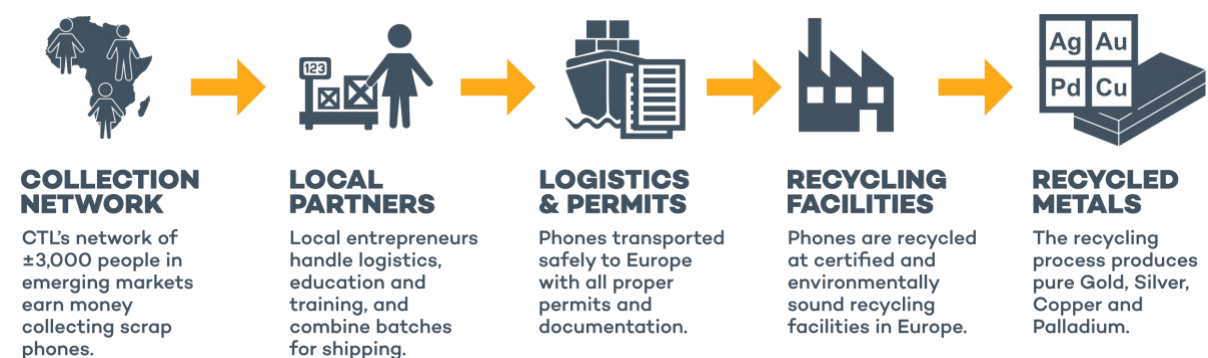 123
Ag Au
Pd Cu
COLLECTION
NETWORK
CTL's network of
±3,000 people in
emerging markets
earn money
collecting scrap
phones.
LOCAL
PARTNERS
Local entrepreneurs
handle logistics,
education and
training, and
combine batches
for shipping.
LOGISTICS
& PERMITS
Phones transported
safely to Europe
with all proper
permits and
documentation.
RECYCLING
FACILITIES
Phones are recycled
at certified and
environmentally
sound recycling
facilities in Europe.
RECYCLED
METALS
The recycling
process produces
pure Gold, Silver,
Copper and
Palladium.